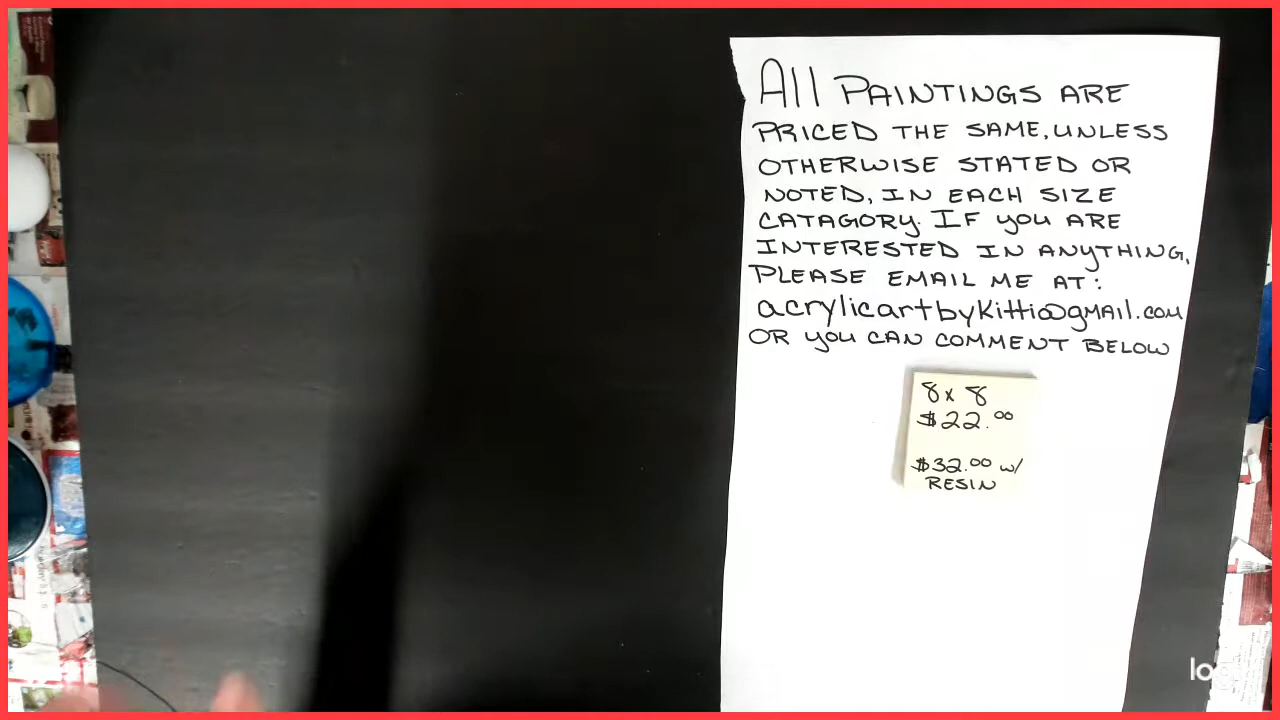 All PAINTINGS ARE
PRICED THE SAME, UNLESS
OTHERWISE STATED OR
NOTED, IN EACH SIZE
CATAGORY. IF YOU ARE
INTERESTED IN ANYTHING,
PLEASE EMAIL ME AT:
acrylicartbykitti@gmail.com
OR YOU CAN COMMENT BELOW
8 x 8
$22.00
$32.00 w/
RESIN